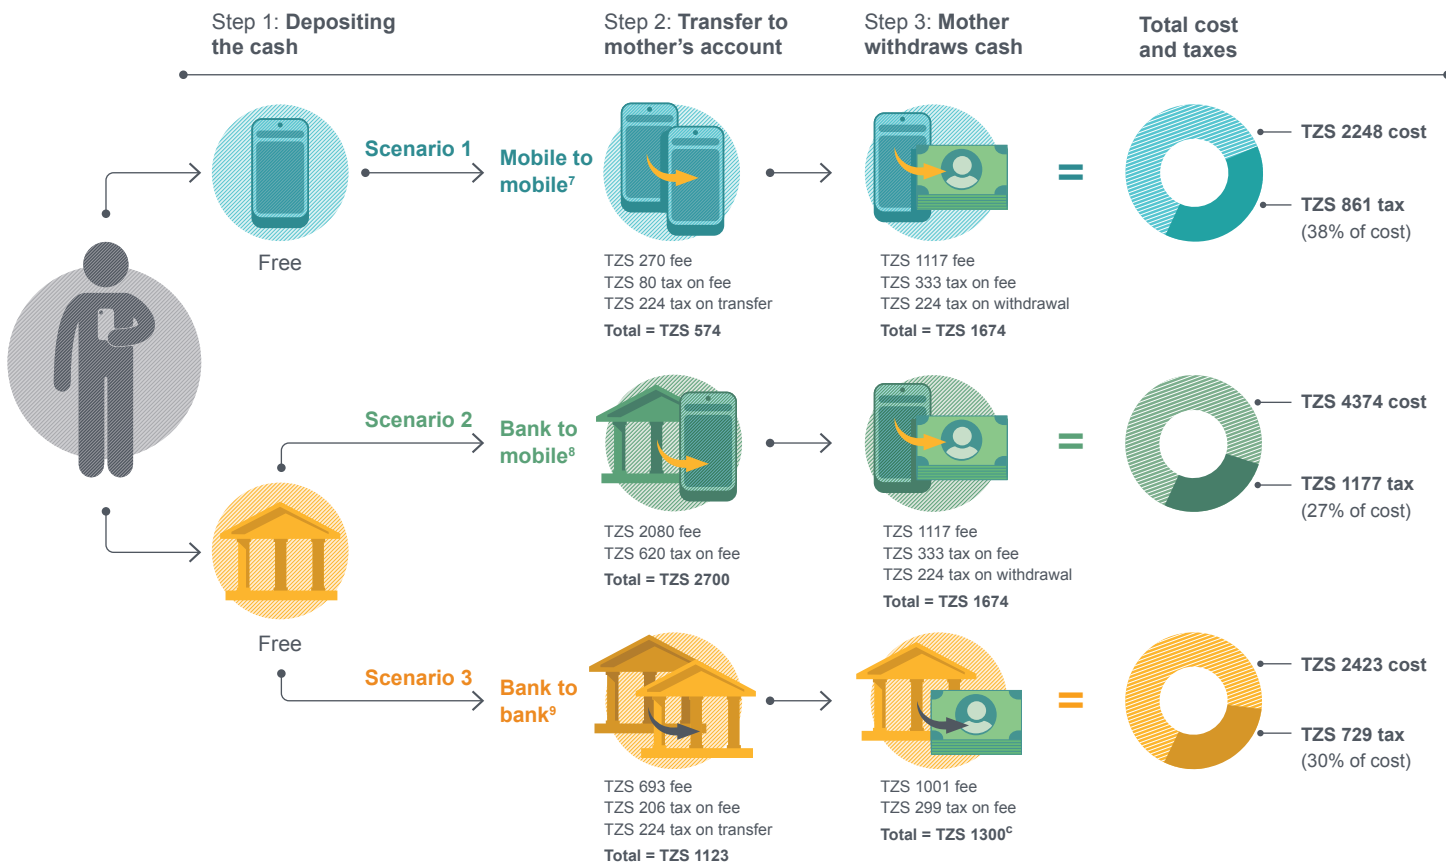 Step 1: Depositing
the cash
Step 2: Transfer to
mother's account
Step 3: Mother
withdraws cash
Total cost
and taxes
Scenario 1
Mobile to
mobile⁷
=
TZS 2248 cost
TZS 861 tax
(38% of cost)
Free
TZS 270 fee
TZS 80 tax on fee
TZS 224 tax on transfer
Total = TZS 574
TZS 1117 fee
TZS 333 tax on fee
TZS 224 tax on withdrawal
Total = TZS 1674
Scenario 2
Bank to
mobile⁸
=
TZS 4374 cost
TZS 1177 tax
(27% of cost)
TZS 2080 fee
TZS 620 tax on fee
Total = TZS 2700
TZS 1117 fee
TZS 333 tax on fee
TZS 224 tax on withdrawal
Total = TZS 1674
Free
Scenario 3
Bank to
bank⁹
=
TZS 2423 cost
TZS 729 tax
(30% of cost)
TZS 693 fee
TZS 206 tax on fee
TZS 224 tax on transfer
Total = TZS 1123
TZS 1001 fee
TZS 299 tax on fee
Total = TZS 1300ᶜ